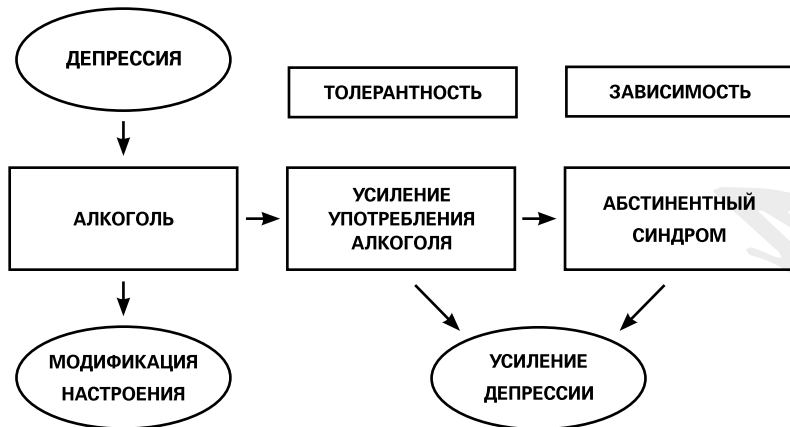 ДЕПРЕССИЯ
ТОЛЕРАНТНОСТЬ
ЗАВИСИМОСТЬ
АЛКОГОЛЬ
УСИЛЕНИЕ
УПОТРЕБЛЕНИЯ
АЛКОГОЛЯ
АБСТИНЕНТНЫЙ
СИНДРОМ
МОДИФИКАЦИЯ
НАСТРОЕНИЯ
УСИЛЕНИЕ
ДЕПРЕССИИ